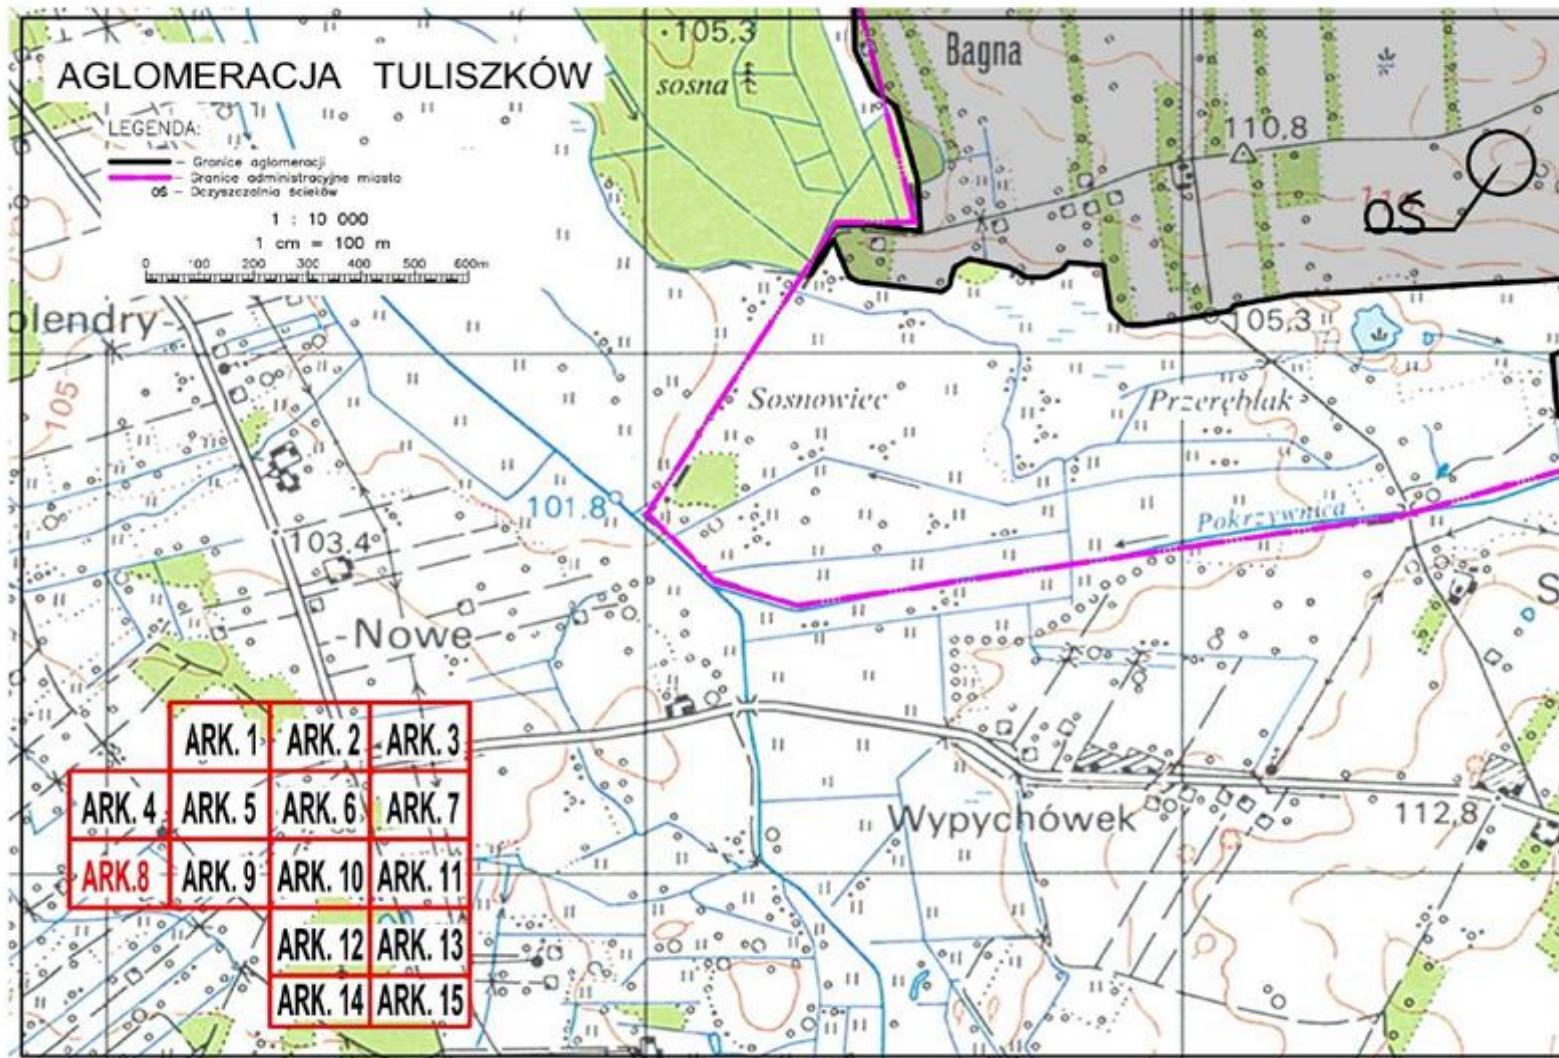 105,3
sosna
Bagna
AGLOMERACJA TULISZKÓW
LEGENDA:
– Granice aglomeracji
– Granice administracyjne miasta
OŚ – Oczyszczalnia ścieków
1 : 10 000
1 cm = 100 m
0 100 200 300 400 500 600m
110,8
OŚ
olendry
105,3
105
Sosnowiec
Przerębłak
101.8
Pokrzywnica
103,4
Nowe
S
ARK. 1 ARK. 2 ARK. 3
ARK. 4 ARK. 5 ARK. 6 ARK. 7
ARK.8 ARK. 9 ARK. 10 ARK. 11
ARK. 12 ARK. 13
ARK. 14 ARK. 15
Wypychówek
112,8